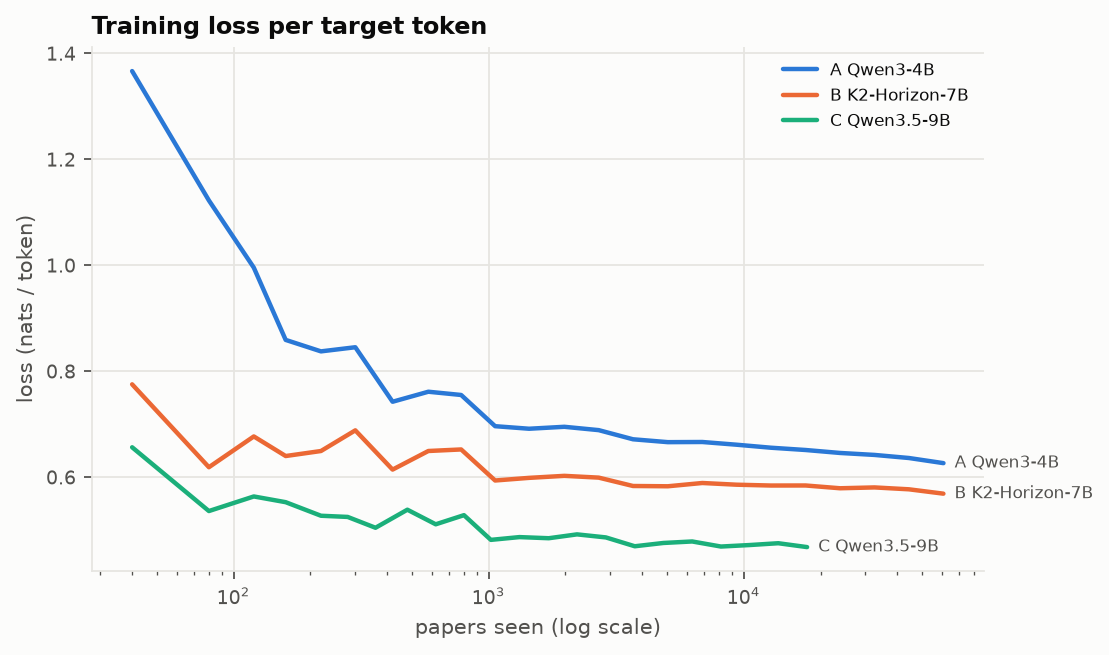 Training loss per target token
A Qwen3-4B
B K2-Horizon-7B
C Qwen3.5-9B
loss (nats / token)
1.4
1.2
1.0
0.8
0.6
A Qwen3-4B
B K2-Horizon-7B
C Qwen3.5-9B
10²
10³
10⁴
papers seen (log scale)